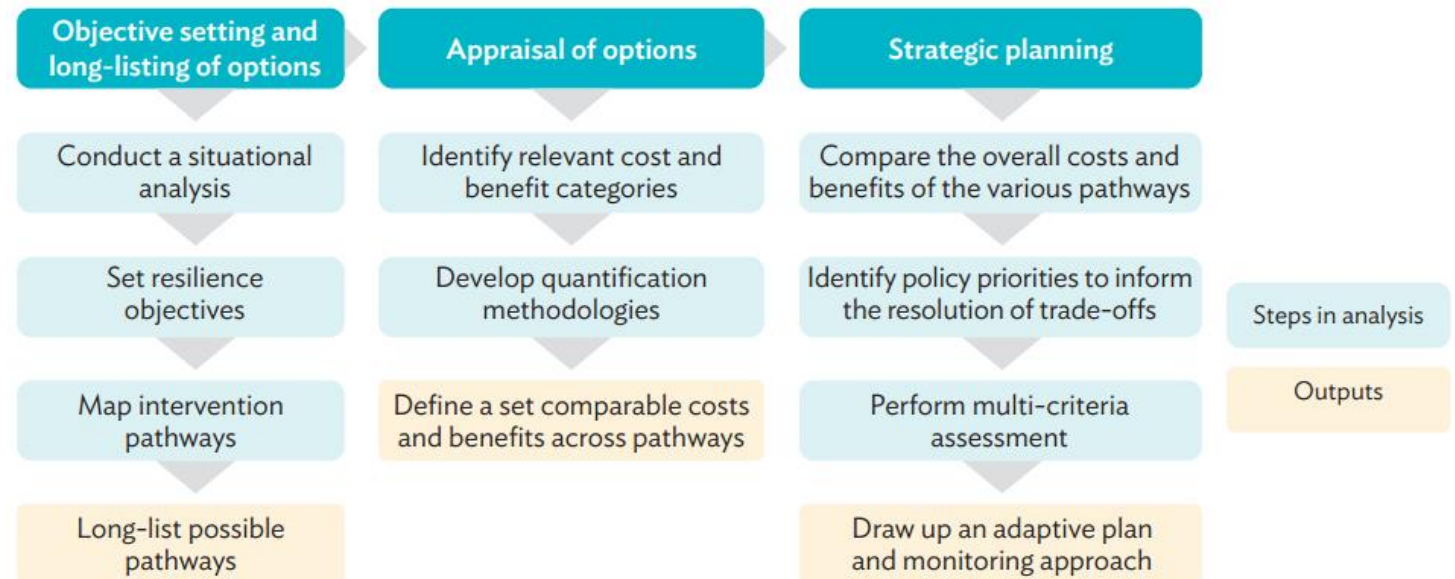 Objective setting and
long-listing of options
Conduct a situational
analysis
Set resilience
objectives
Map intervention
pathways
Long-list possible
pathways
Appraisal of options
Identify relevant cost and
benefit categories
Develop quantification
methodologies
Define a set comparable costs
and benefits across pathways
Strategic planning
Compare the overall costs and
benefits of the various pathways
Identify policy priorities to inform
the resolution of trade-offs
Perform multi-criteria
assessment
Draw up an adaptive plan
and monitoring approach
Steps in analysis
Outputs